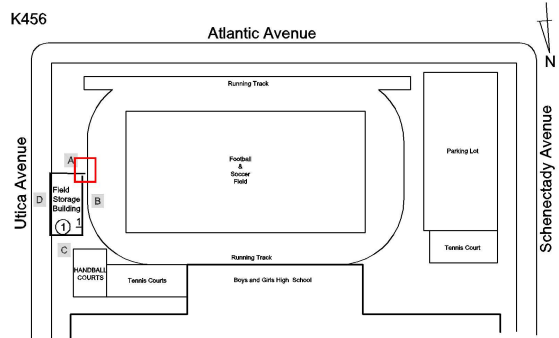 K456
Atlantic Avenue
N
Running Track
Utica Avenue
Schenectady Avenue
Football
&
Soccer
Field
Parking Lot
A
D
Field
Storage
Building
B
1
1
C
Running Track
Tennis Court
HANDBALL
COURTS
Tennis Courts
Boys and Girls High School